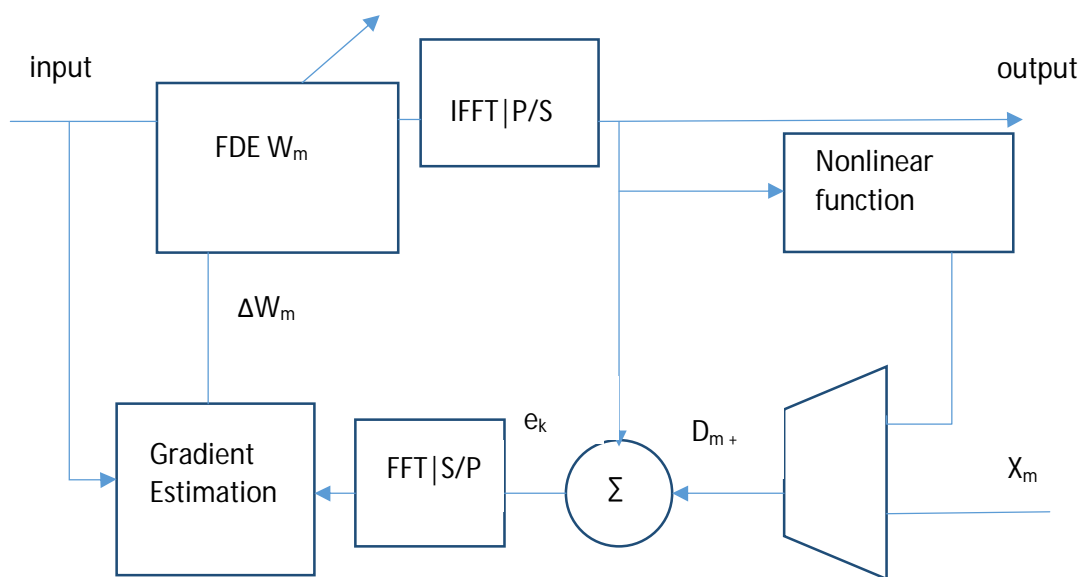 input
output
IFFT|P/S
FDE Wₘ
Nonlinear
function
ΔWₘ
eₖ
Dₘ ₊
Gradient
Estimation
FFT|S/P
Σ
Xₘ